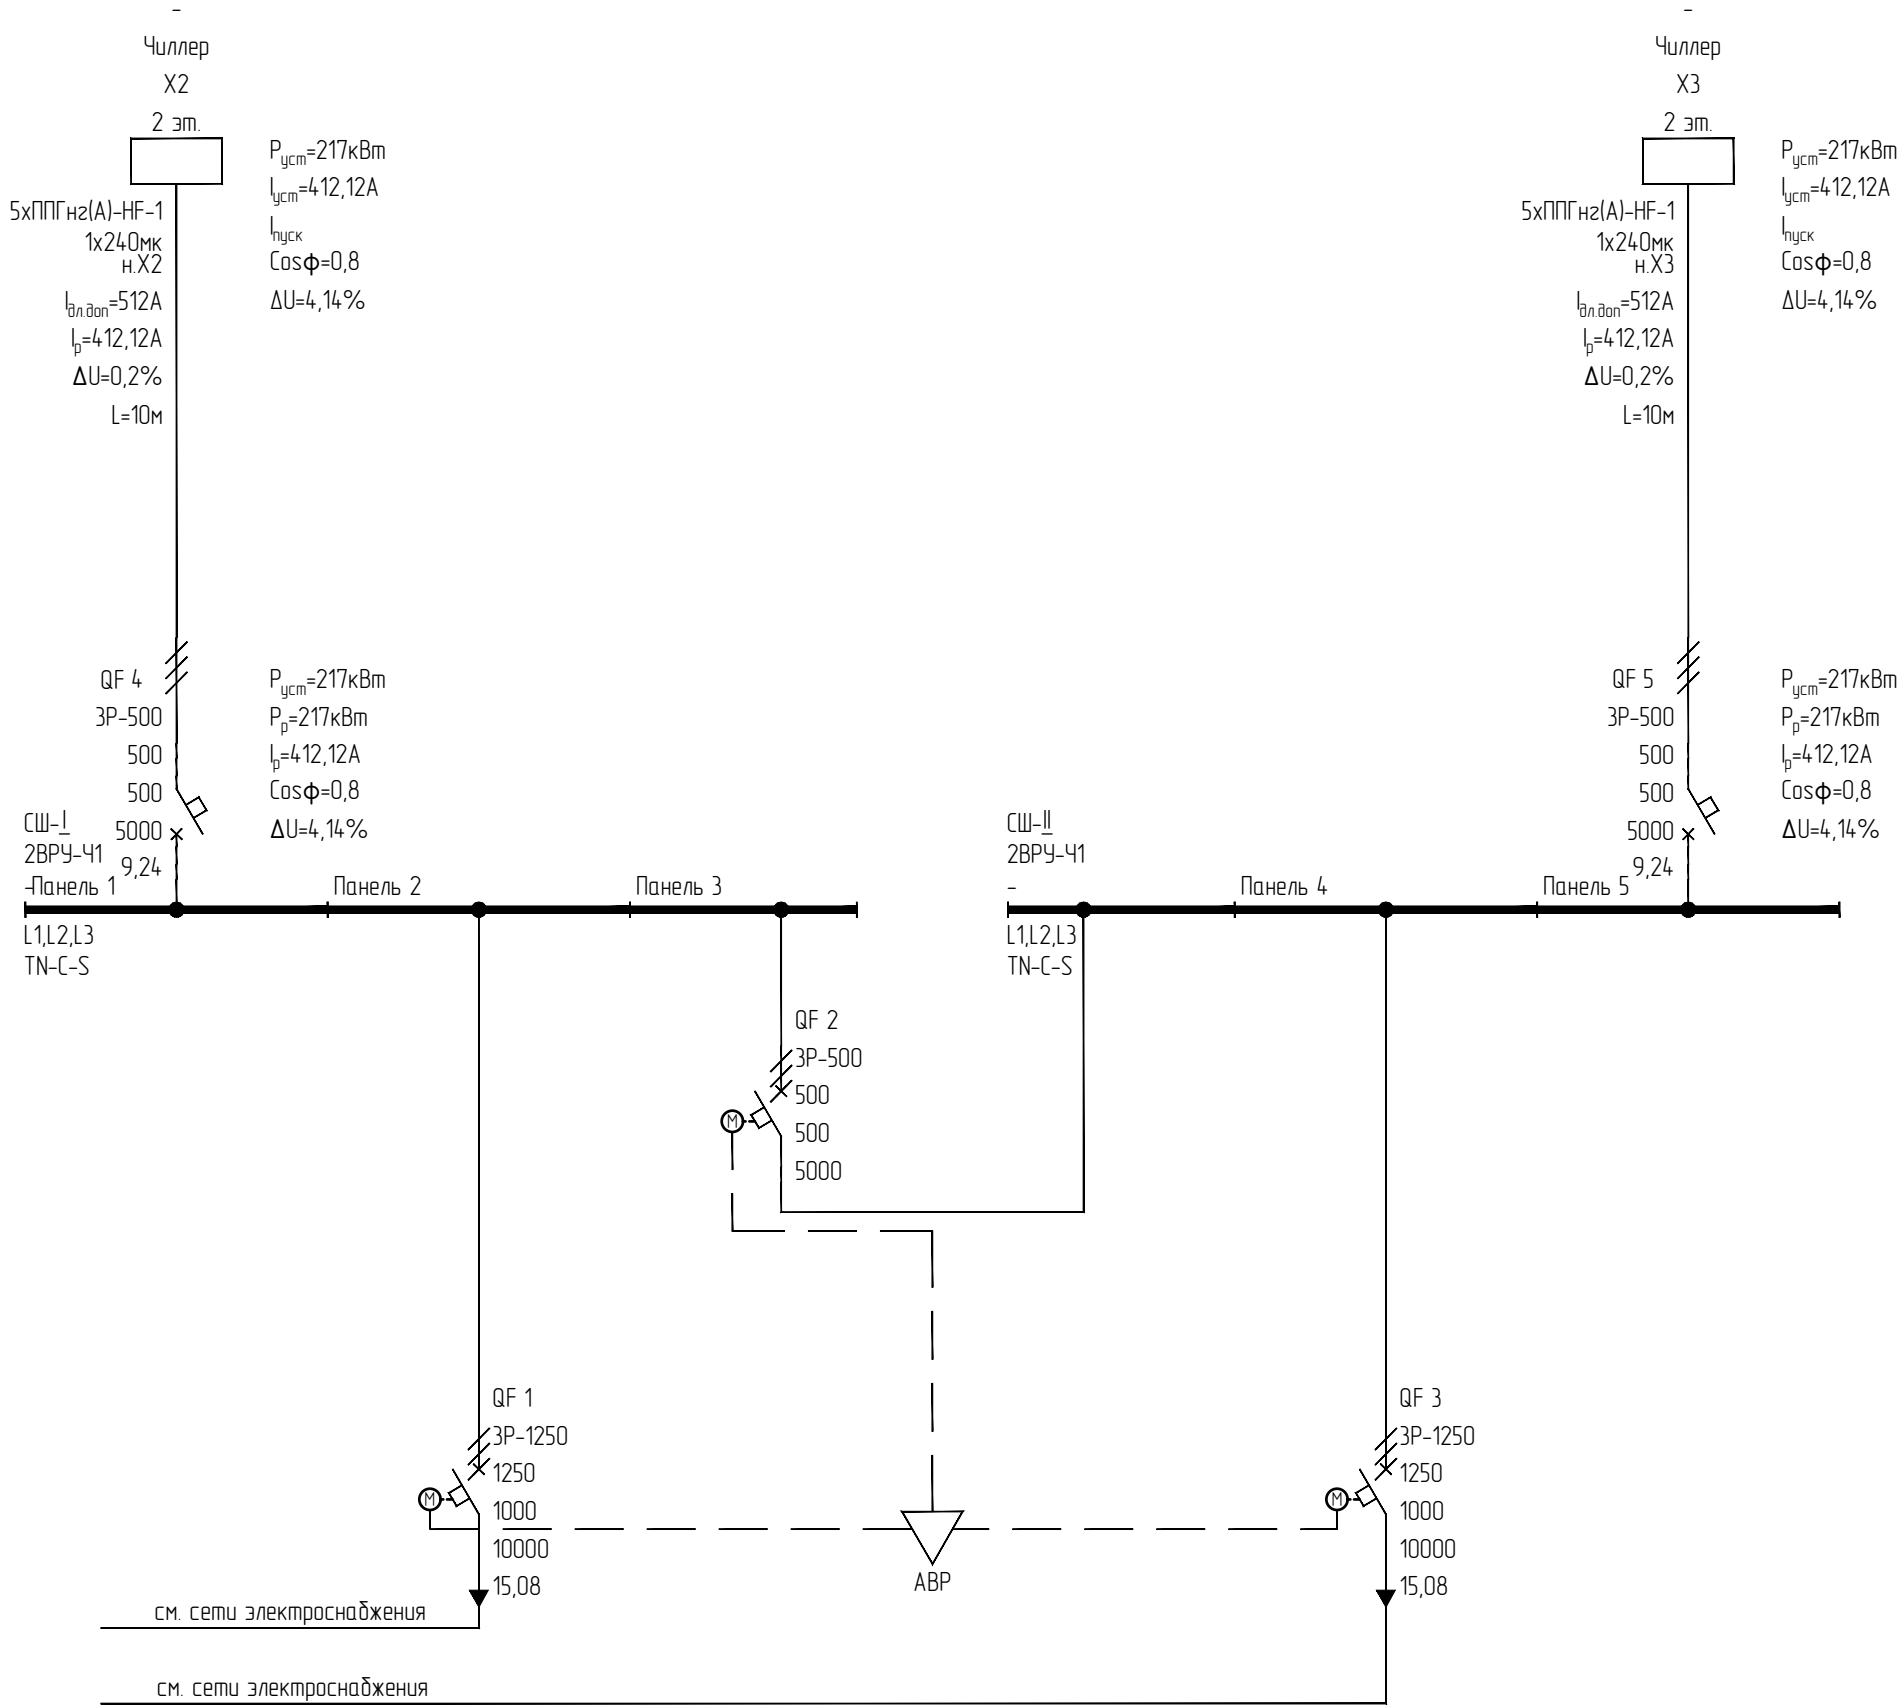 -
Чиллер
Х2
2 эт.
Pуст=217кВт
Iуст=412,12А
Iпуск
Cosφ=0,8
ΔU=4,14%
5хППГнг(А)-HF-1
1х240мк
н.Х2
Iдл.доп=512А
Iр=412,12А
ΔU=0,2%
L=10м
QF 4
3P-500
500
500
5000
9,24
Pуст=217кВт
Pр=217кВт
Iр=412,12А
Cosφ=0,8
ΔU=4,14%
-
Чиллер
Х3
2 эт.
Pуст=217кВт
Iуст=412,12А
Iпуск
Cosφ=0,8
ΔU=4,14%
5хППГнг(А)-HF-1
1х240мк
н.Х3
Iдл.доп=512А
Iр=412,12А
ΔU=0,2%
L=10м
QF 5
3P-500
500
500
5000
9,24
Pуст=217кВт
Pр=217кВт
Iр=412,12А
Cosφ=0,8
ΔU=4,14%
СШ-I
2ВРУ-Ч1
-Панель 1
Панель 2
Панель 3
L1,L2,L3
TN-C-S
СШ-II
2ВРУ-Ч1
-
Панель 4
Панель 5
L1,L2,L3
TN-C-S
QF 2
3P-500
500
500
5000
M
QF 1
3P-1250
1250
1000
10000
15,08
M
QF 3
3P-1250
1250
1000
10000
15,08
M
АВР
см. сети электроснабжения
см. сети электроснабжения